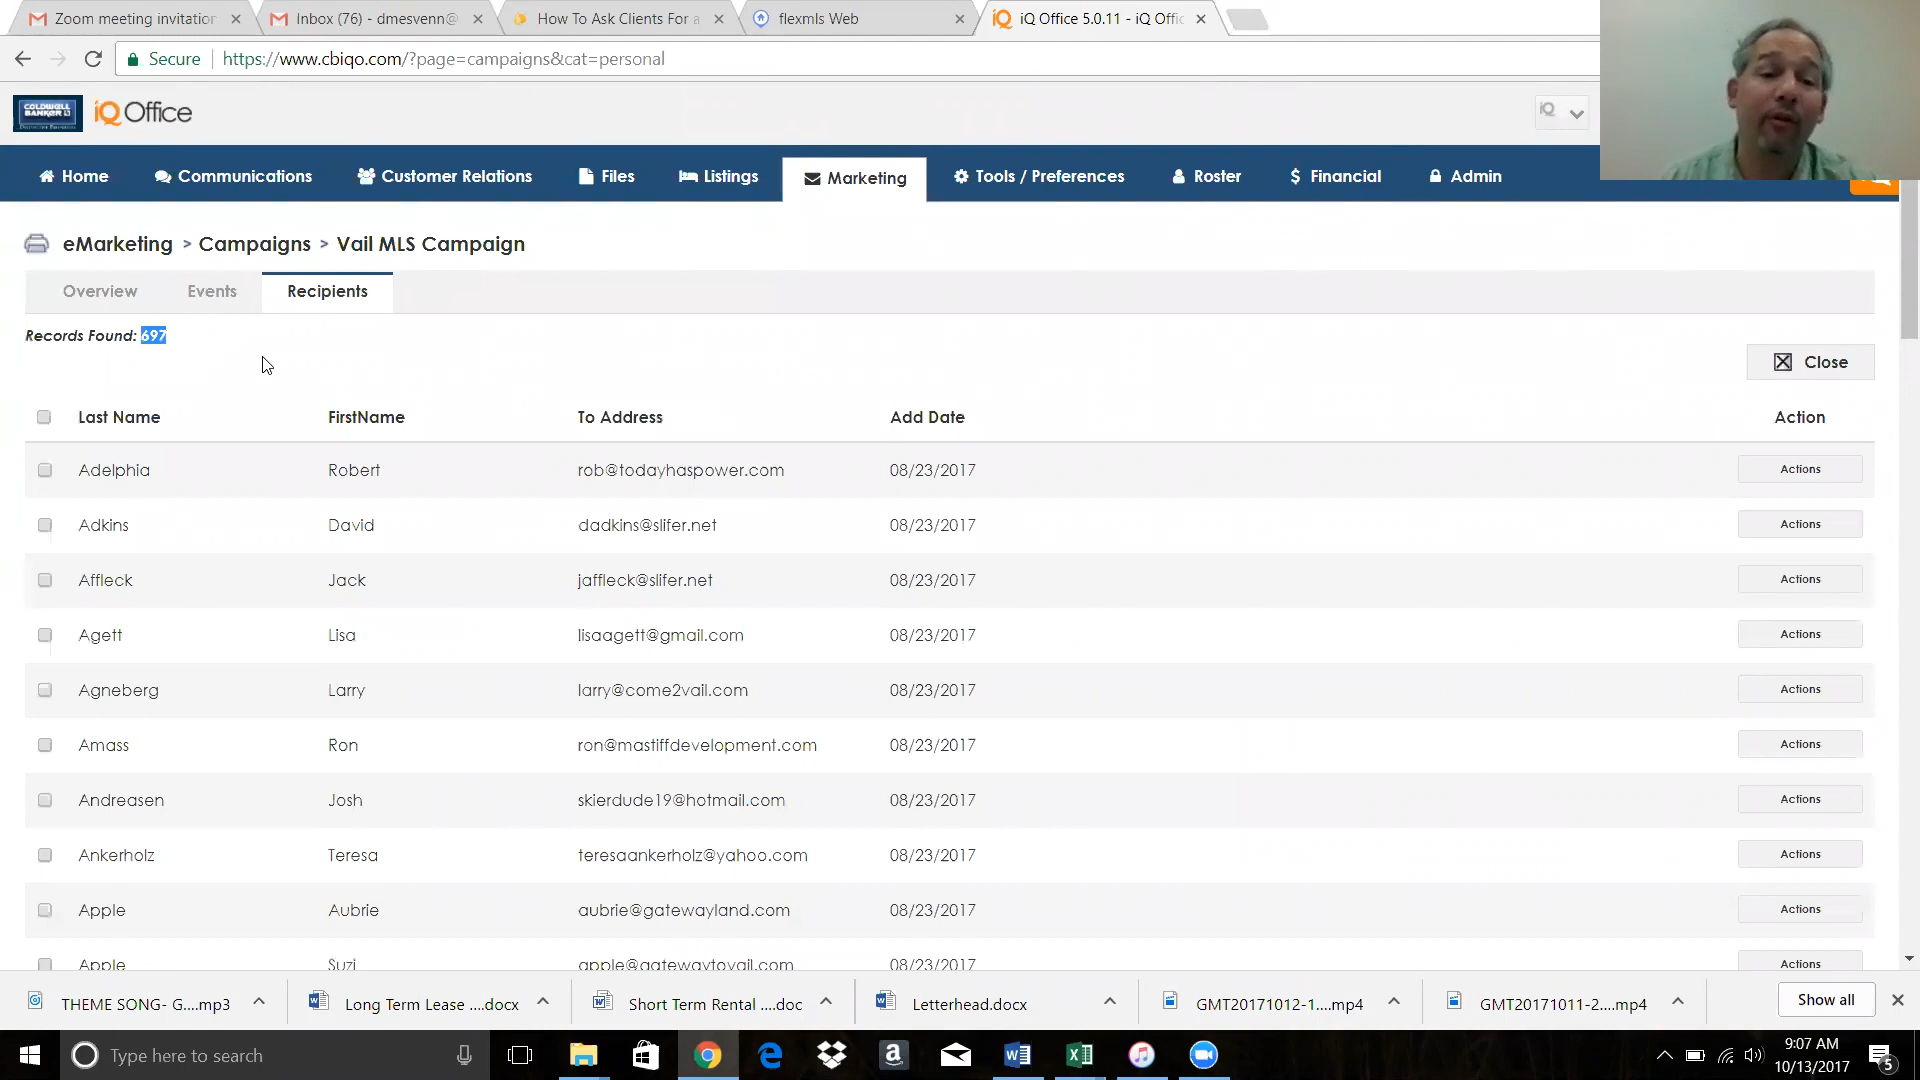 Zoom meeting invitation
Inbox (76) - dmesvenn@
How To Ask Clients For a
flexmls Web
iQ Office 5.0.11 - iQ Offic
Secure
https://www.cbiqo.com/?page=campaigns&cat=personal
COLDWELL BANKER
iQ Office
iQ
Home
Communications
Customer Relations
Files
Listings
Marketing
Tools / Preferences
Roster
$ Financial
Admin
eMarketing > Campaigns > Vail MLS Campaign
Overview
Events
Recipients
Records Found: 697
Close
Last Name FirstName To Address Add Date Action
Adelphia Robert rob@todayhaspower.com 08/23/2017 Actions
Adkins David dadkins@slifer.net 08/23/2017 Actions
Affleck Jack jaffleck@slifer.net 08/23/2017 Actions
Agett Lisa lisaagett@gmail.com 08/23/2017 Actions
Agneberg Larry larry@come2vail.com 08/23/2017 Actions
Amass Ron ron@mastiffdevelopment.com 08/23/2017 Actions
Andreasen Josh skierdude19@hotmail.com 08/23/2017 Actions
Ankerholz Teresa teresaankerholz@yahoo.com 08/23/2017 Actions
Apple Aubrie aubrie@gatewayland.com 08/23/2017 Actions
Apple Suzi apple@gatewaytovail.com 08/23/2017 Actions
THEME SONG- G....mp3
Long Term Lease ....docx
Short Term Rental ....doc
Letterhead.docx
GMT20171012-1....mp4
GMT20171011-2....mp4
Show all
Type here to search
9:07 AM
10/13/2017
5